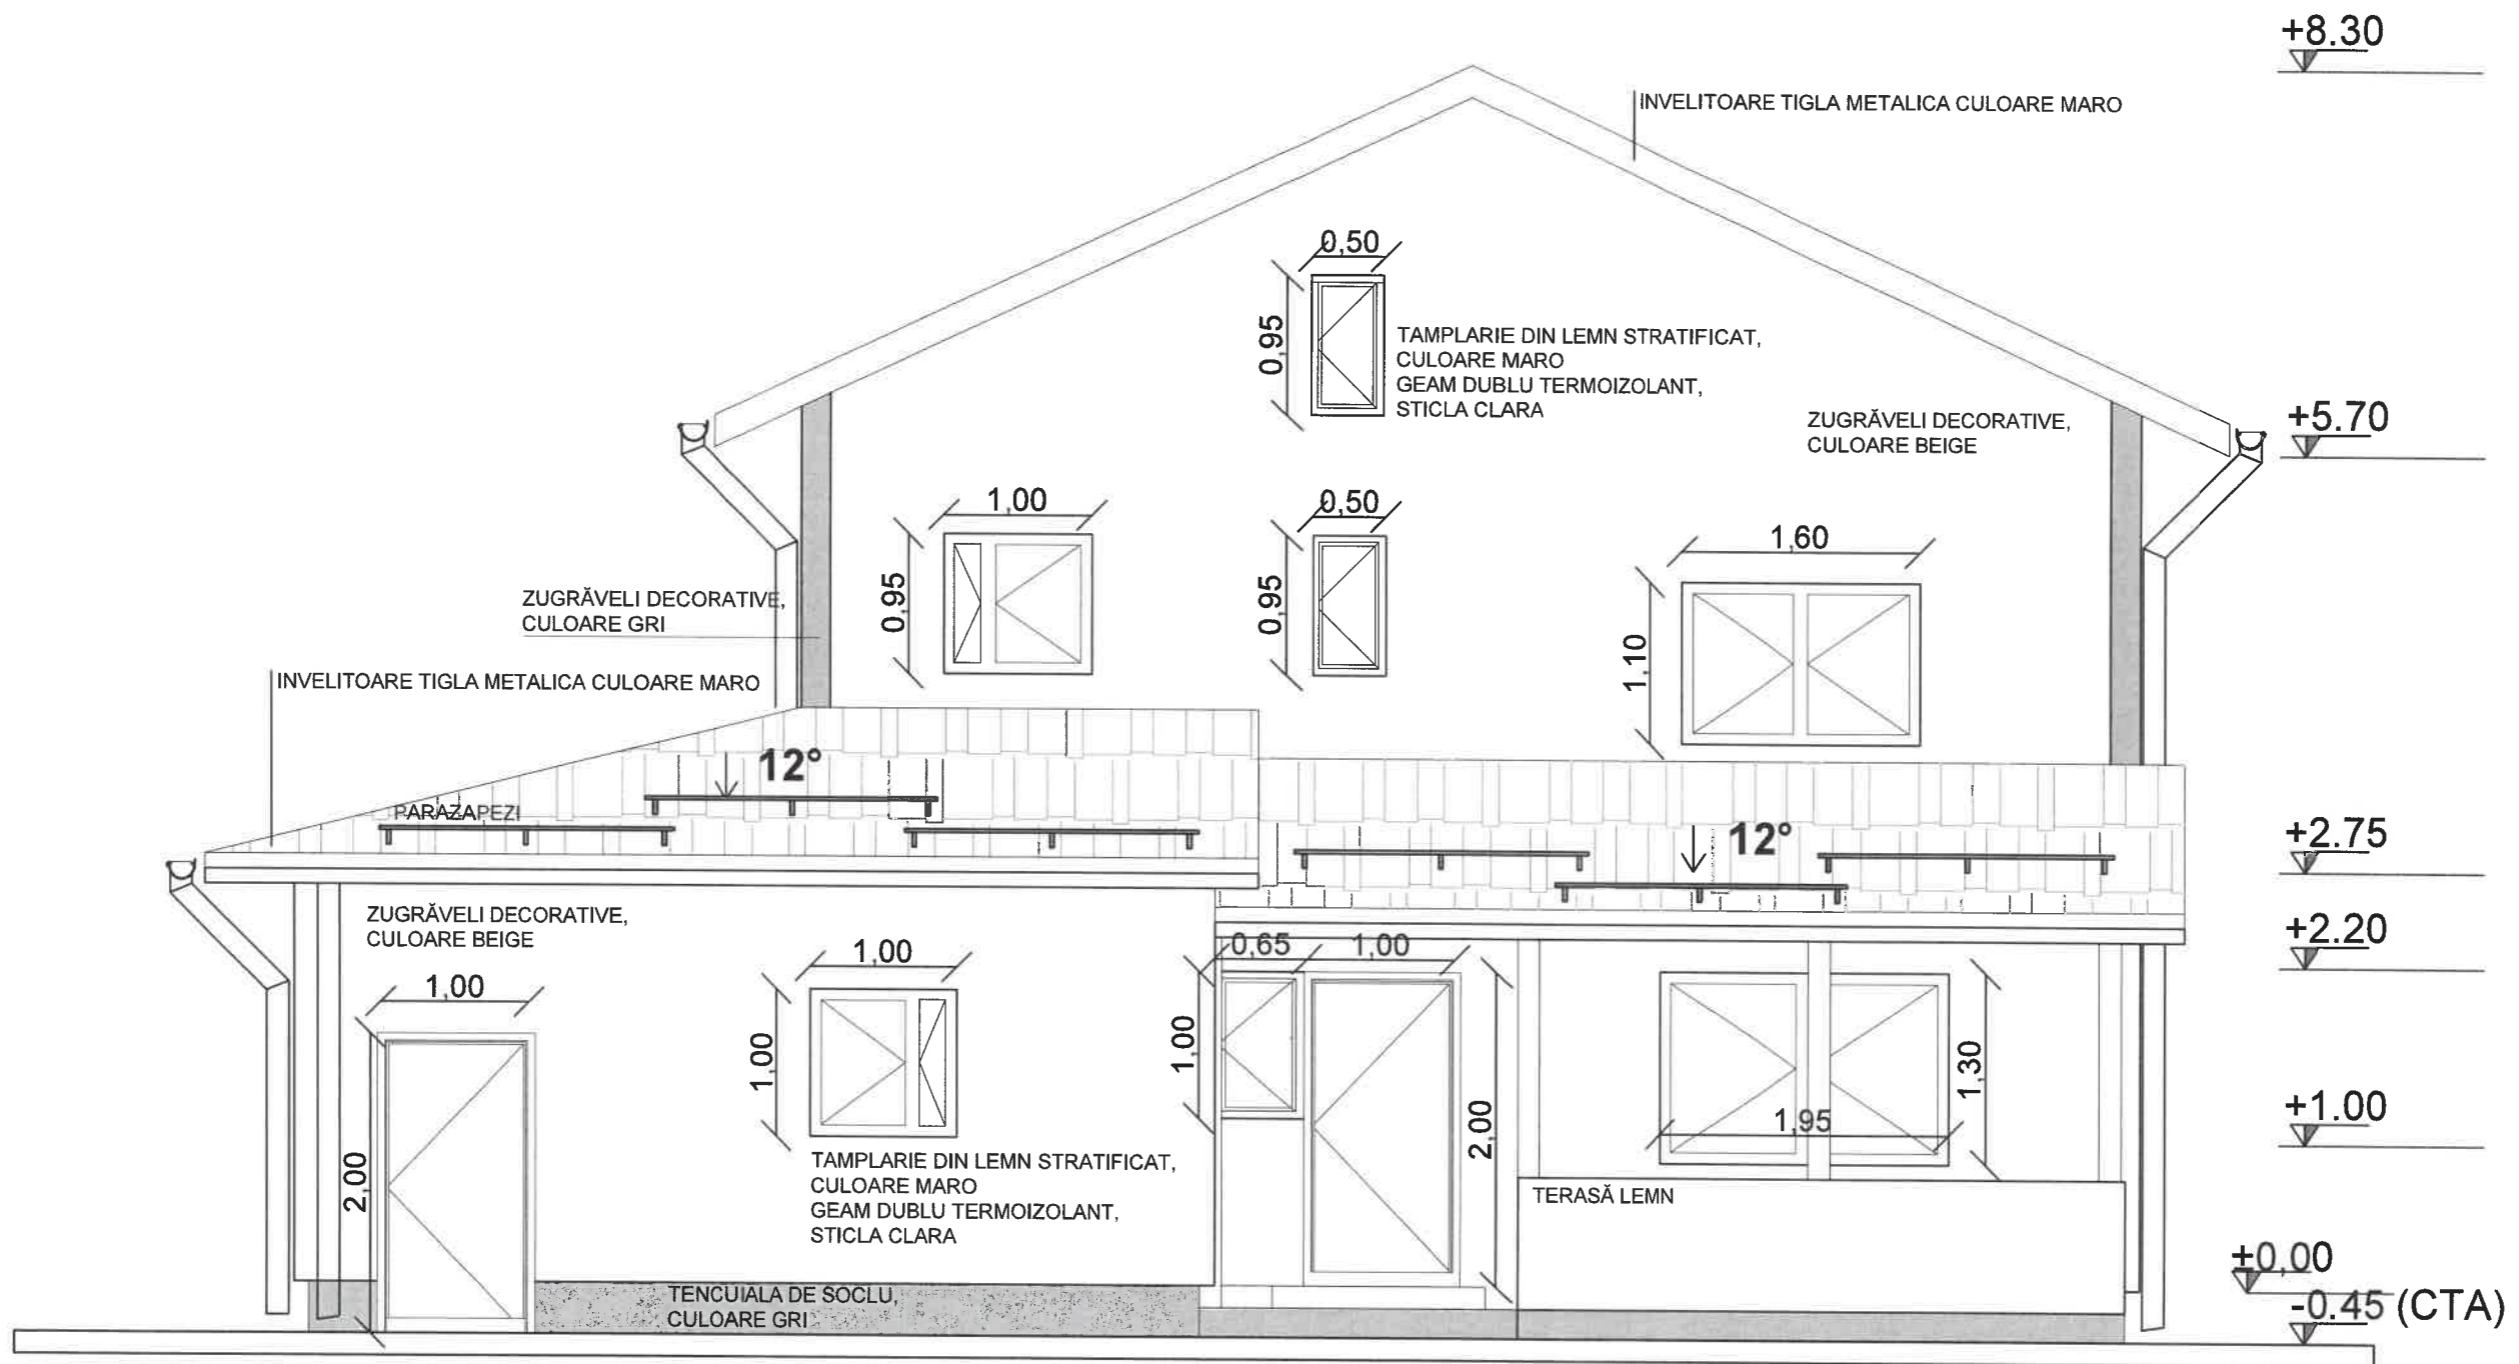 +8.30
INVELITOARE TIGLA METALICA CULOARE MARO
0,50
0,95
TAMPLARIE DIN LEMN STRATIFICAT,
CULOARE MARO
GEAM DUBLU TERMOIZOLANT,
STICLA CLARA
ZUGRĂVELI DECORATIVE,
CULOARE BEIGE
+5.70
1,00
0,95
0,50
0,95
1,60
1,10
ZUGRĂVELI DECORATIVE,
CULOARE GRI
INVELITOARE TIGLA METALICA CULOARE MARO
12°
PARAZAPEZI
12°
+2.75
ZUGRĂVELI DECORATIVE,
CULOARE BEIGE
+2.20
1,00
2,00
1,00
1,00
0,65
1,00
1,00
2,00
1,30
1,95
+1.00
TAMPLARIE DIN LEMN STRATIFICAT,
CULOARE MARO
GEAM DUBLU TERMOIZOLANT,
STICLA CLARA
TERASĂ LEMN
±0,00
TENCUIALA DE SOCLU,
CULOARE GRI
-0.45 (CTA)